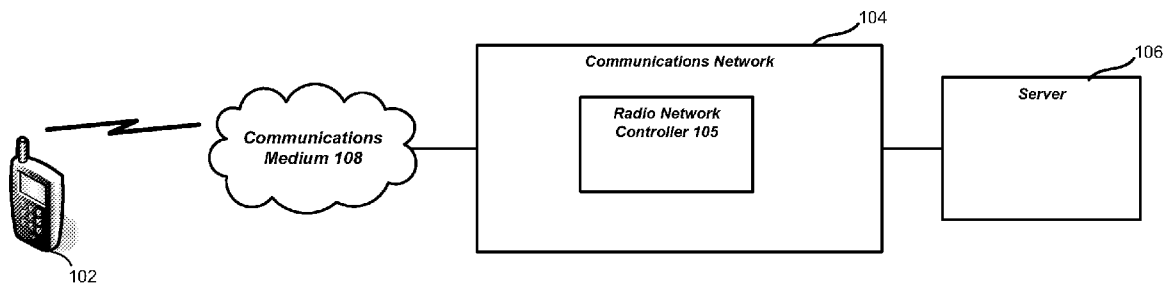 104
Communications Network
106
Server
Radio Network
Controller 105
Communications
Medium 108
102